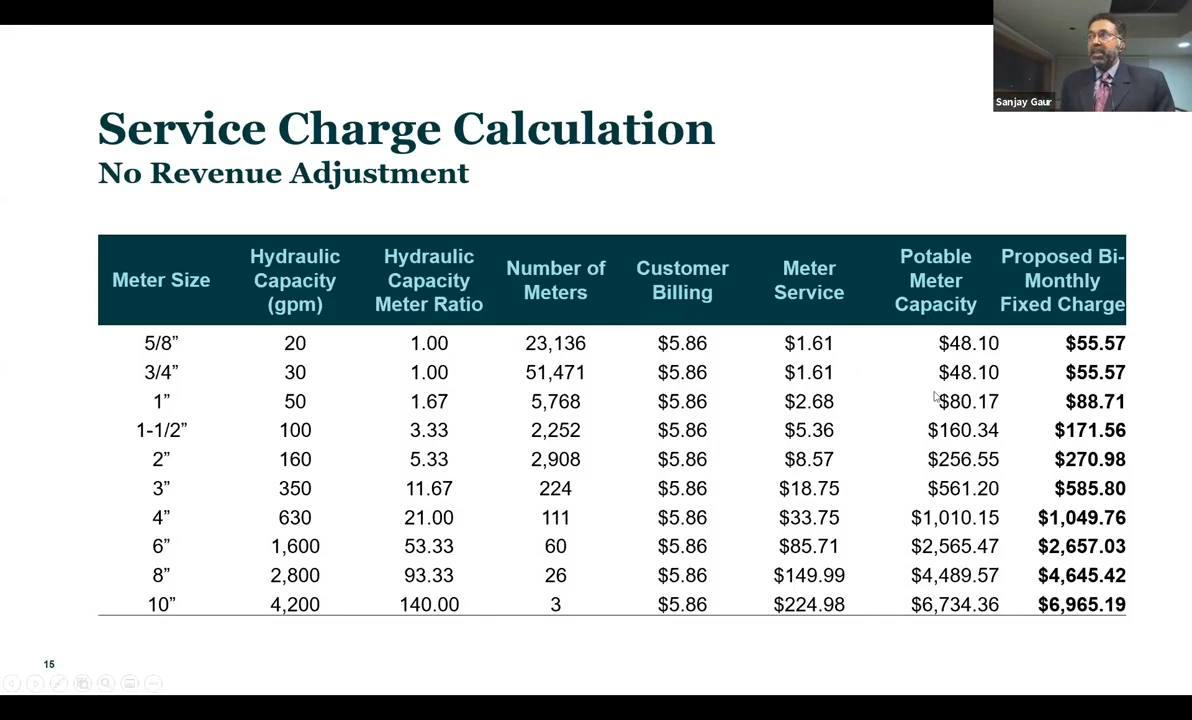 Sanjay Gaur
Service Charge Calculation
No Revenue Adjustment
Meter Size | Hydraulic Capacity (gpm) | Hydraulic Capacity Meter Ratio | Number of Meters | Customer Billing | Meter Service | Potable Meter Capacity | Proposed Bi-Monthly Fixed Charge
5/8” 20 1.00 23,136 $5.86 $1.61 $48.10 $55.57
3/4” 30 1.00 51,471 $5.86 $1.61 $48.10 $55.57
1” 50 1.67 5,768 $5.86 $2.68 $80.17 $88.71
1-1/2” 100 3.33 2,252 $5.86 $5.36 $160.34 $171.56
2” 160 5.33 2,908 $5.86 $8.57 $256.55 $270.98
3” 350 11.67 224 $5.86 $18.75 $561.20 $585.80
4” 630 21.00 111 $5.86 $33.75 $1,010.15 $1,049.76
6” 1,600 53.33 60 $5.86 $85.71 $2,565.47 $2,657.03
8” 2,800 93.33 26 $5.86 $149.99 $4,489.57 $4,645.42
10” 4,200 140.00 3 $5.86 $224.98 $6,734.36 $6,965.19
15